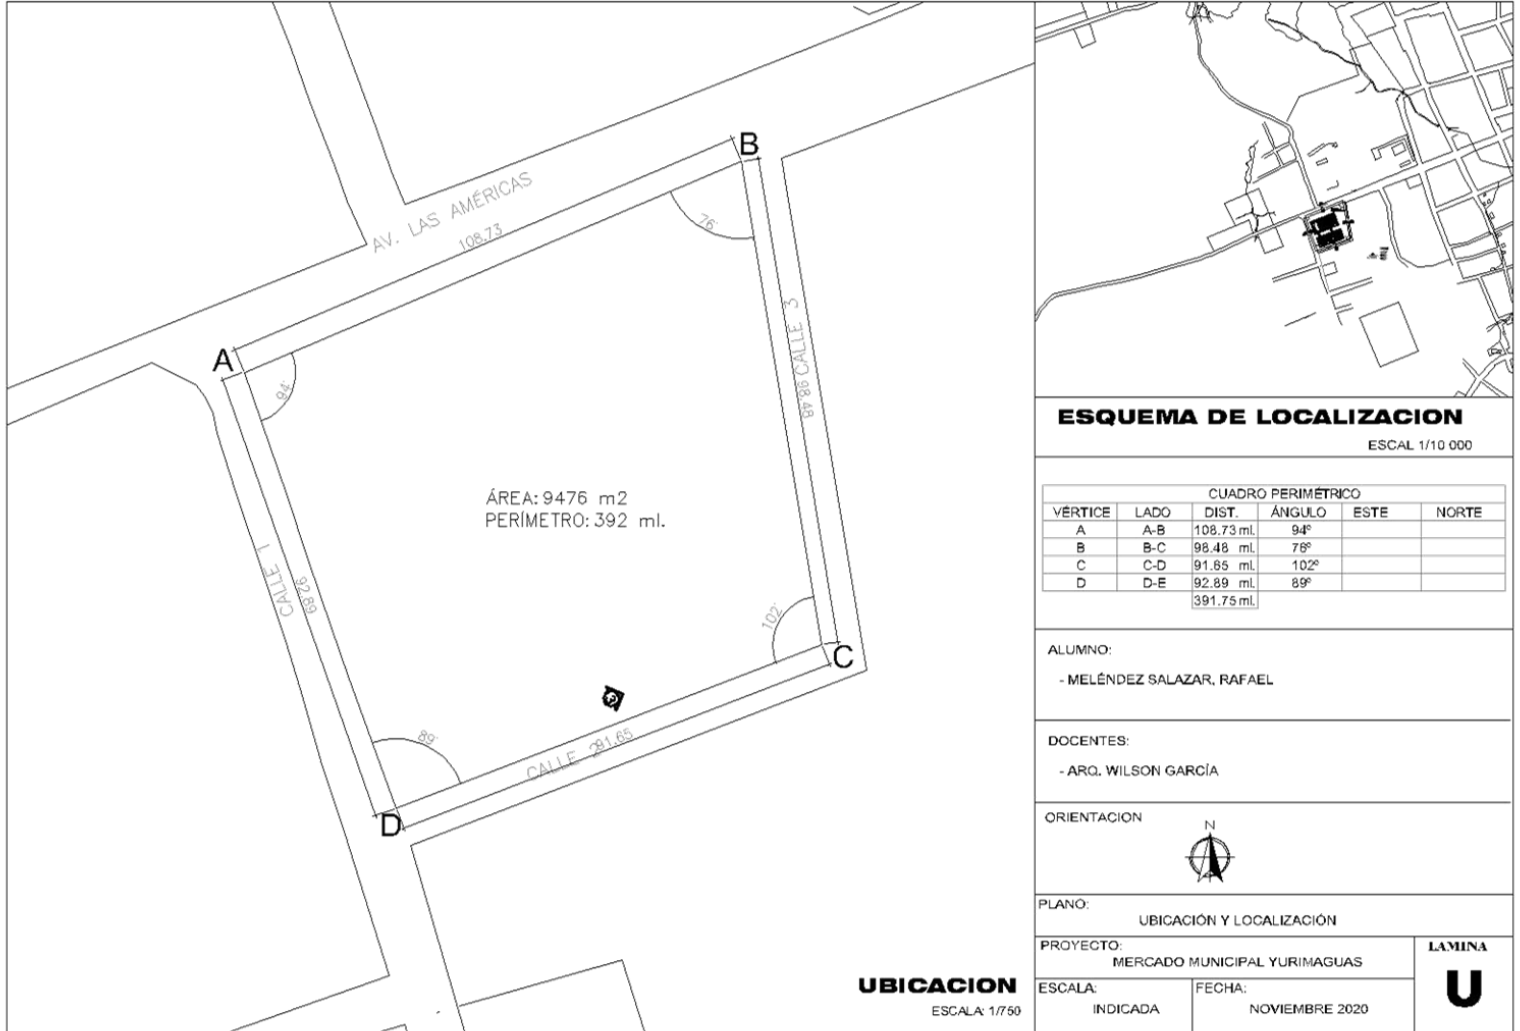 B
AV. LAS AMÉRICAS
108.73
76°
A
94°
CALLE 3
98.48
ÁREA: 9476 m2
PERÍMETRO: 392 ml.
CALLE 1
92.89
102°
C
89°
CALLE 2
91.65
D
UBICACION
ESCALA: 1/750
ESQUEMA DE LOCALIZACION
ESCAL 1/10 000
CUADRO PERIMÉTRICO
VÉRTICE LADO DIST. ÁNGULO ESTE NORTE
A A-B 108.73 ml. 94º
B B-C 98.48 ml. 76º
C C-D 91.65 ml. 102º
D D-E 92.89 ml. 89º
391.75 ml.
ALUMNO:
- MELÉNDEZ SALAZAR, RAFAEL
DOCENTES:
- ARQ. WILSON GARCÍA
ORIENTACION
N
PLANO:
UBICACIÓN Y LOCALIZACIÓN
PROYECTO:
MERCADO MUNICIPAL YURIMAGUAS
LAMINA
U
ESCALA:
INDICADA
FECHA:
NOVIEMBRE 2020